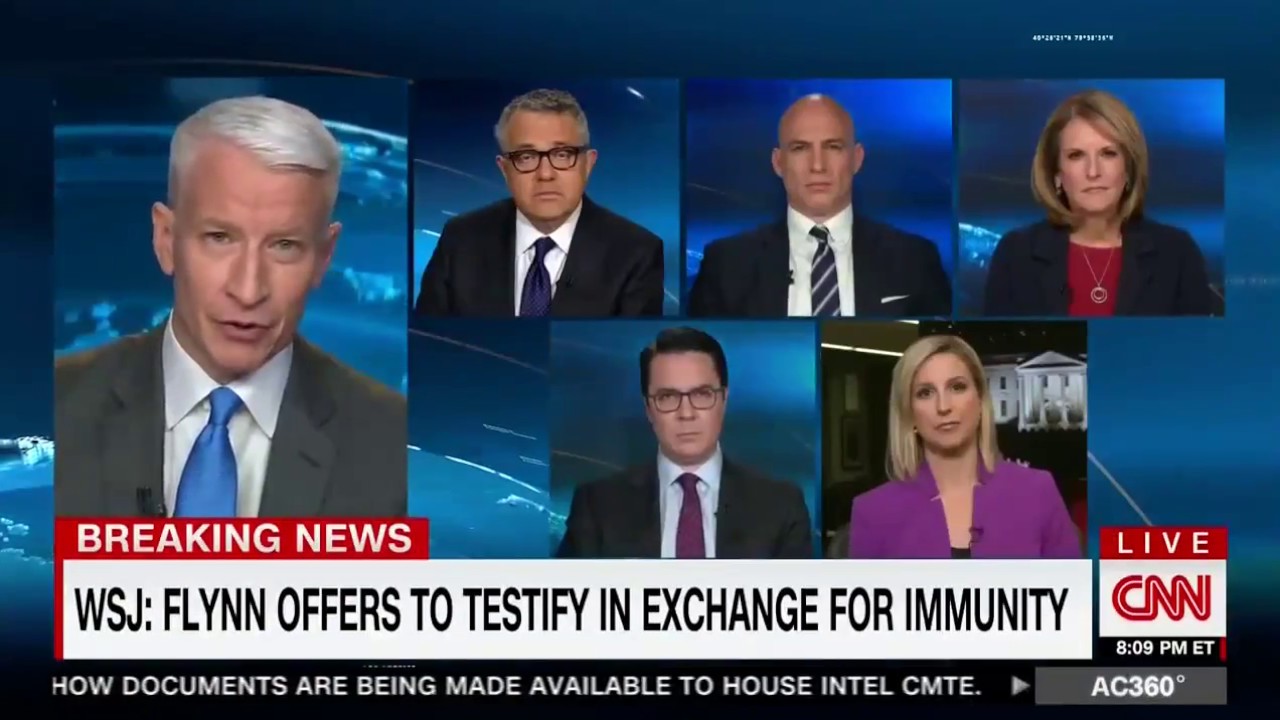 BREAKING NEWS
WSJ: FLYNN OFFERS TO TESTIFY IN EXCHANGE FOR IMMUNITY
LIVE
CNN
8:09 PM ET
HOW DOCUMENTS ARE BEING MADE AVAILABLE TO HOUSE INTEL CMTE.
AC360°